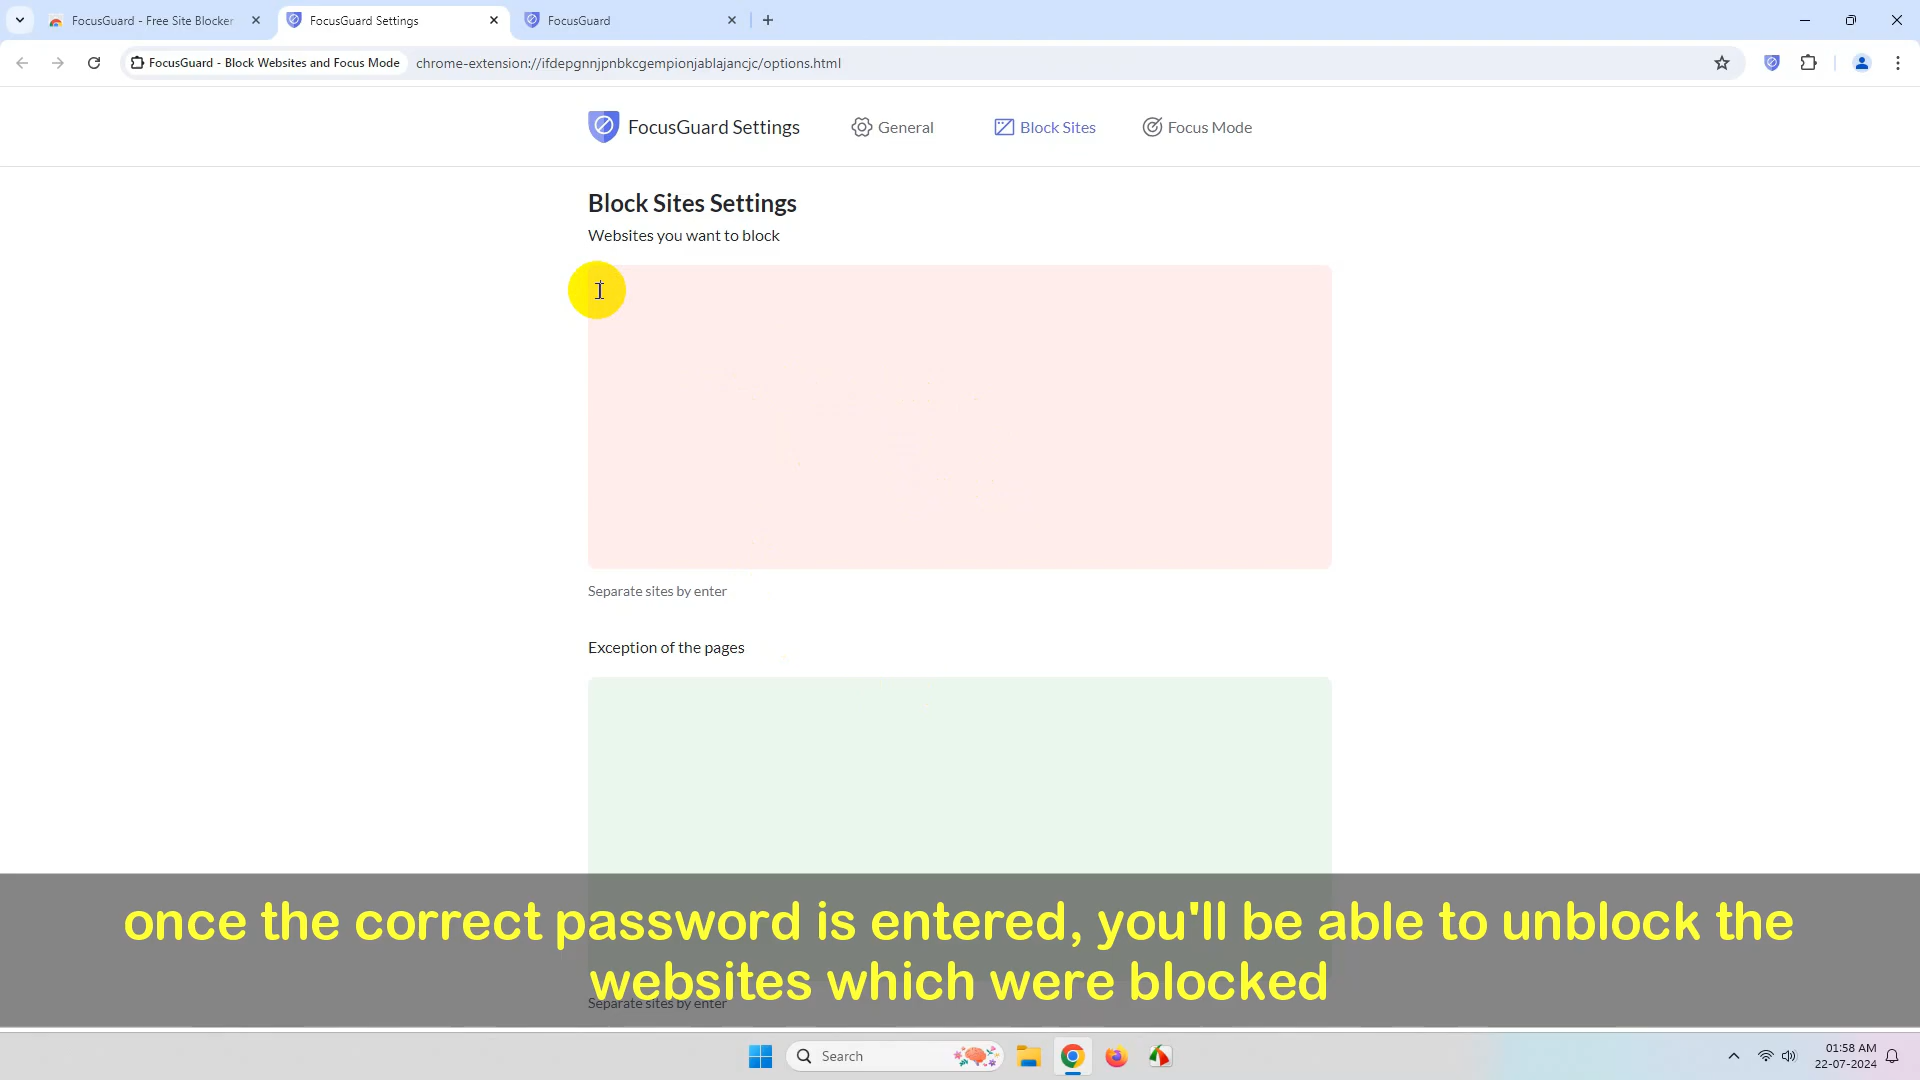 FocusGuard - Free Site Blocker
FocusGuard Settings
FocusGuard
FocusGuard - Block Websites and Focus Mode
chrome-extension://ifdepgnnjpnbkcgempionjablajancjc/options.html
FocusGuard Settings
General
Block Sites
Focus Mode
Block Sites Settings
Websites you want to block
Separate sites by enter
Exception of the pages
once the correct password is entered, you'll be able to unblock the
websites which were blocked
Separate sites by enter
Search
01:58 AM
22-07-2024